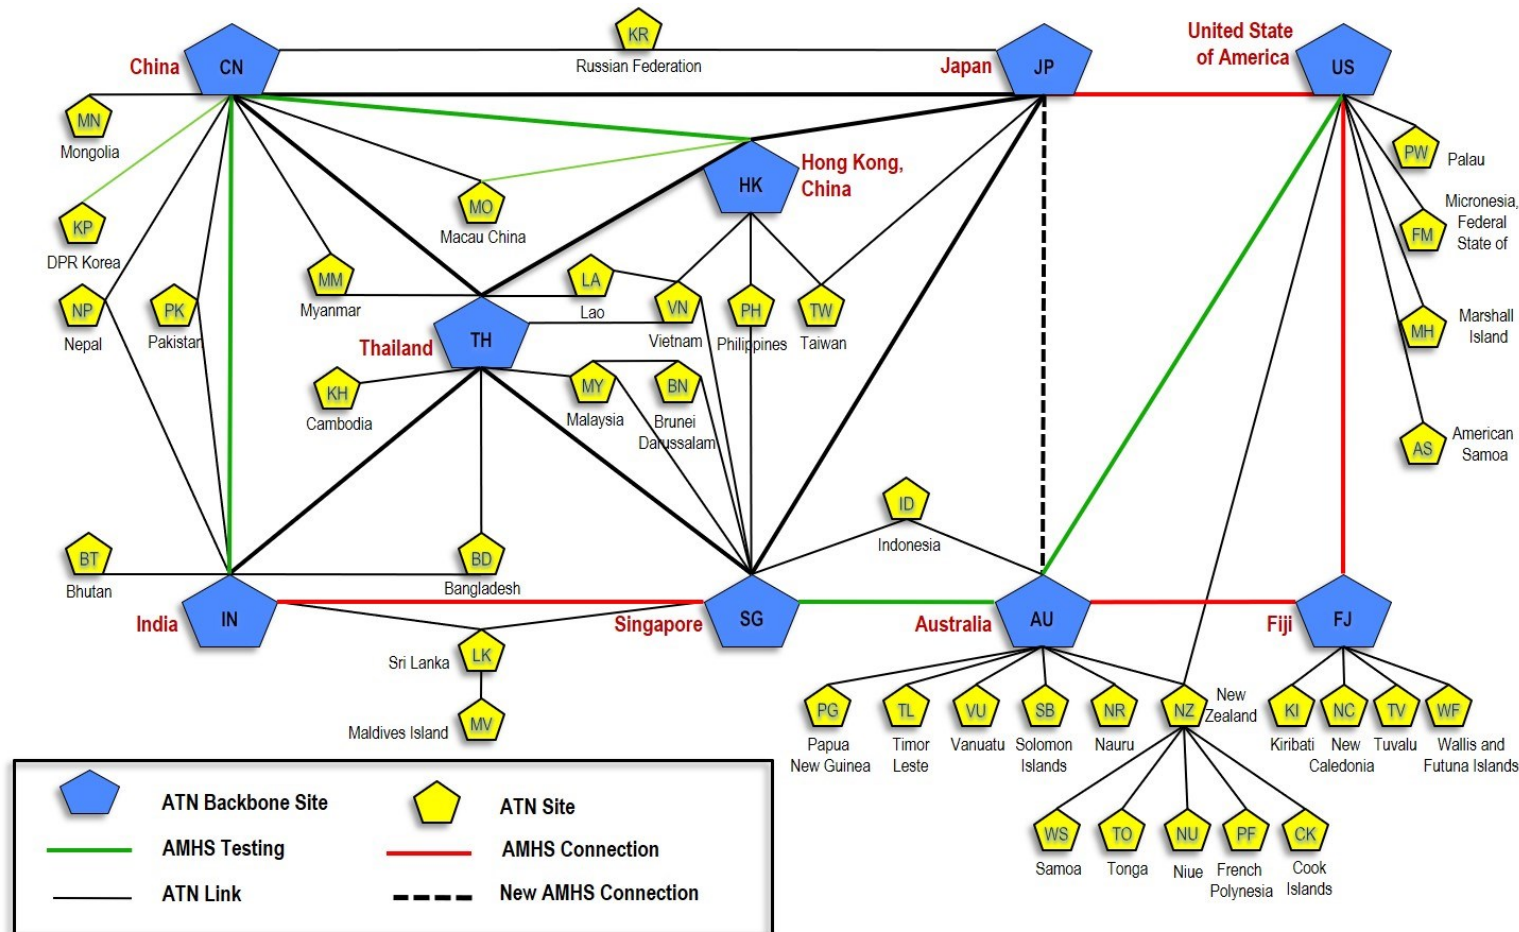 KR
Russian Federation
China
CN
Japan
JP
United State
of America
US
MN
Mongolia
PW
Palau
Hong Kong,
China
HK
MO
Macau China
KP
DPR Korea
Micronesia,
Federal
State of
FM
NP
Nepal
PK
Pakistan
MM
Myanmar
LA
Lao
VN
Vietnam
PH
Philippines
TW
Taiwan
MH
Marshall
Island
Thailand
TH
KH
Cambodia
MY
Malaysia
BN
Brunei
Darussalam
AS
American
Samoa
ID
Indonesia
BT
Bhutan
BD
Bangladesh
India
IN
Singapore
SG
Australia
AU
Fiji
FJ
Sri Lanka
LK
Maldives Island
MV
PG
Papua
New Guinea
TL
Timor
Leste
VU
Vanuatu
SB
Solomon
Islands
NR
Nauru
NZ
New
Zealand
KI
Kiribati
NC
New
Caledonia
TV
Tuvalu
WF
Wallis and
Futuna Islands
WS
Samoa
TO
Tonga
NU
Niue
PF
French
Polynesia
CK
Cook
Islands
ATN Backbone Site
ATN Site
AMHS Testing
AMHS Connection
ATN Link
New AMHS Connection